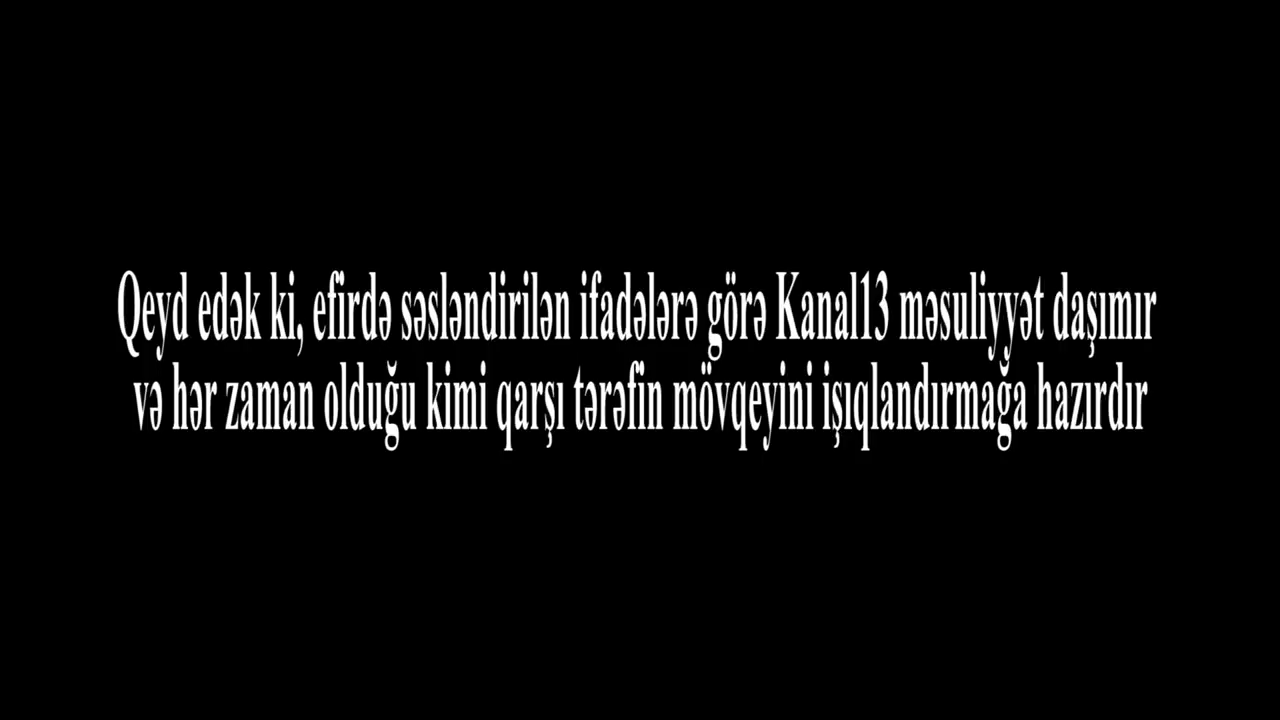 Qeyd edək ki, efirdə səsləndirilən ifadələrə görə Kanal13 məsuliyyət daşımır
və hər zaman olduğu kimi qarşı tərəfin mövqeyini işıqlandırmağa hazırdır